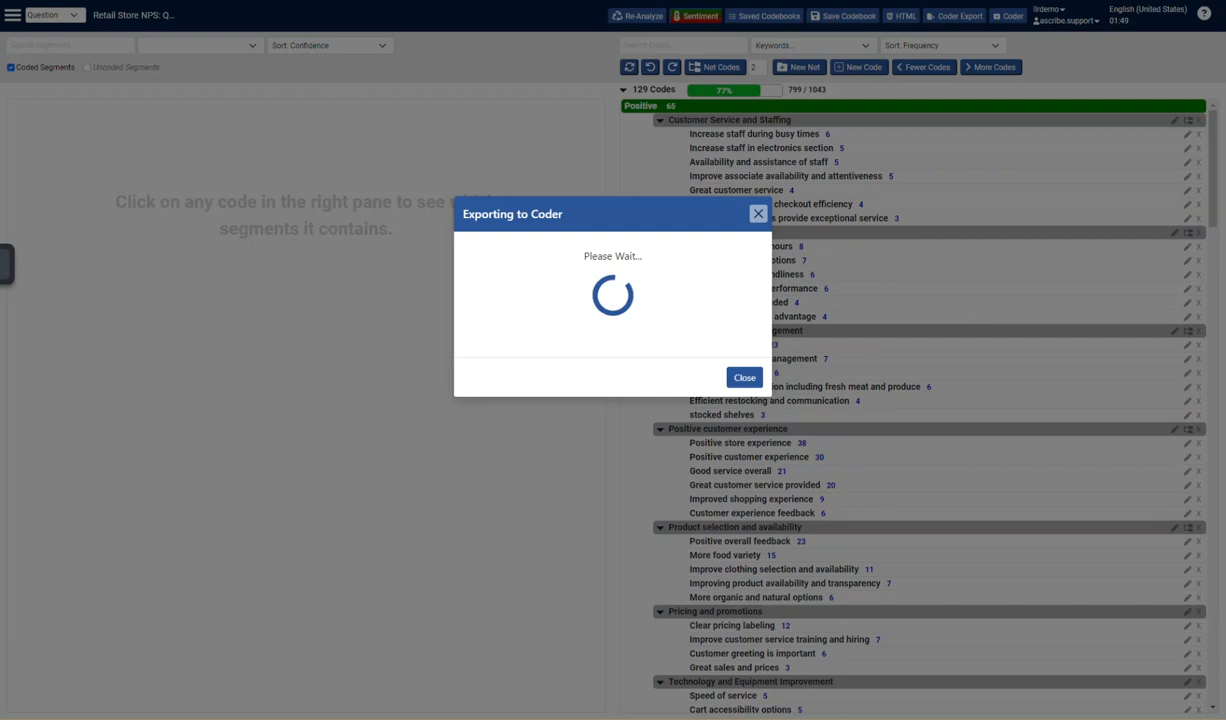 Question
Retail Store NPS: Q...
Re-Analyze
Sentiment
Saved Codebooks
Save Codebook
HTML
Coder Export
Coder
lrdemo
ascribe.support
English (United States)
01:49
?
Search Segments...
Sort: Confidence
Search Codes...
Keywords...
Sort: Frequency
Coded Segments
Uncoded Segments
Net Codes
2
New Net
New Code
Fewer Codes
More Codes
129 Codes
77%
799 / 1043
Positive 65
Customer Service and Staffing
Increase staff during busy times 6
Increase staff in electronics section 5
Availability and assistance of staff 5
Improve associate availability and attentiveness 5
Great customer service 4
checkout efficiency 4
s provide exceptional service 3
Click on any code in the right pane to see
segments it contains.
Exporting to Coder
Please Wait...
Close
ours 8
ptions 7
ndliness 6
erformance 6
ded 4
advantage 4
gement
23
anagement 7
6
on including fresh meat and produce 6
Efficient restocking and communication 4
stocked shelves 3
Positive customer experience
Positive store experience 38
Positive customer experience 30
Good service overall 21
Great customer service provided 20
Improved shopping experience 9
Customer experience feedback 6
Product selection and availability
Positive overall feedback 23
More food variety 15
Improve clothing selection and availability 11
Improving product availability and transparency 7
More organic and natural options 6
Pricing and promotions
Clear pricing labeling 12
Improve customer service training and hiring 7
Customer greeting is important 6
Great sales and prices 3
Technology and Equipment Improvement
Speed of service 5
Cart accessibility options 5